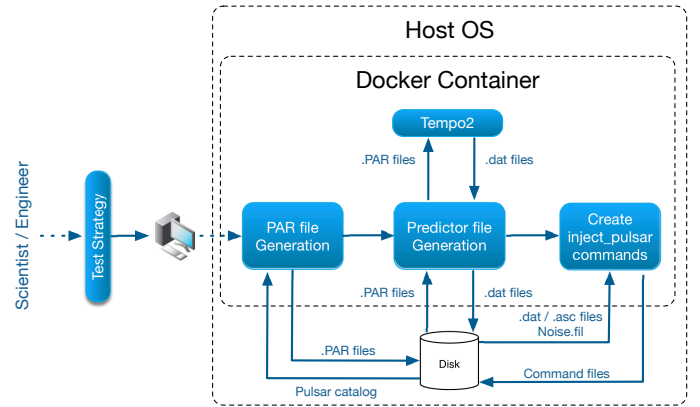 Host OS
Docker Container
Tempo2
.PAR files
.dat files
Scientist / Engineer
Test Strategy
PAR file
Generation
Predictor file
Generation
Create
inject_pulsar
commands
.PAR files
.dat files
.dat / .asc files
Noise.fil
.PAR files
Disk
Command files
Pulsar catalog